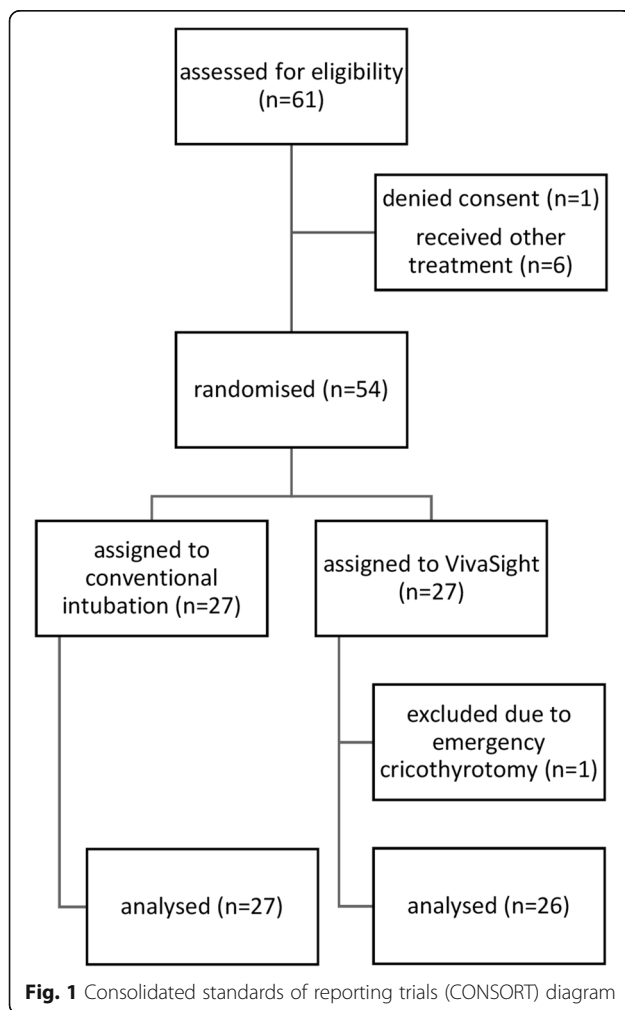 assessed for eligibility
(n=61)
denied consent (n=1)
received other
treatment (n=6)
randomised (n=54)
assigned to
conventional
intubation (n=27)
assigned to VivaSight
(n=27)
excluded due to
emergency
cricothyrotomy (n=1)
analysed (n=27)
analysed (n=26)
Fig. 1 Consolidated standards of reporting trials (CONSORT) diagram